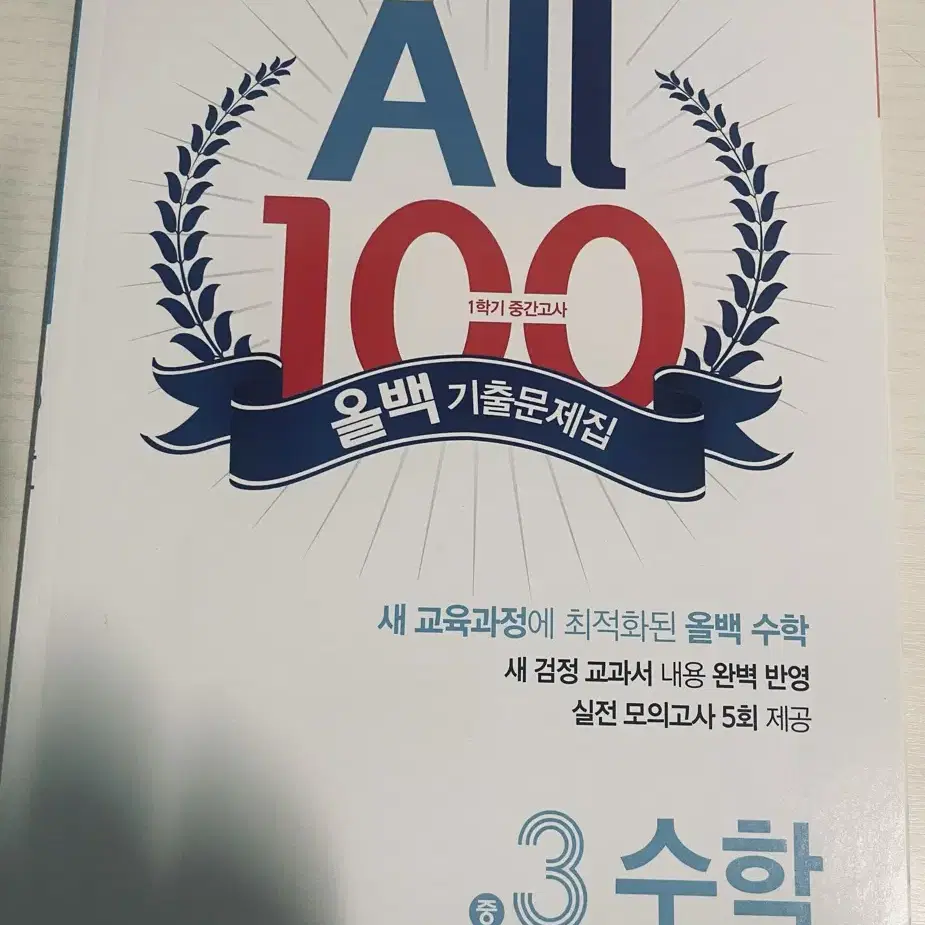 All
100
1학기 중간고사
올백 기출문제집
새 교육과정에 최적화된 올백 수학
새 검정 교과서 내용 완벽 반영
실전 모의고사 5회 제공
중 3 수학